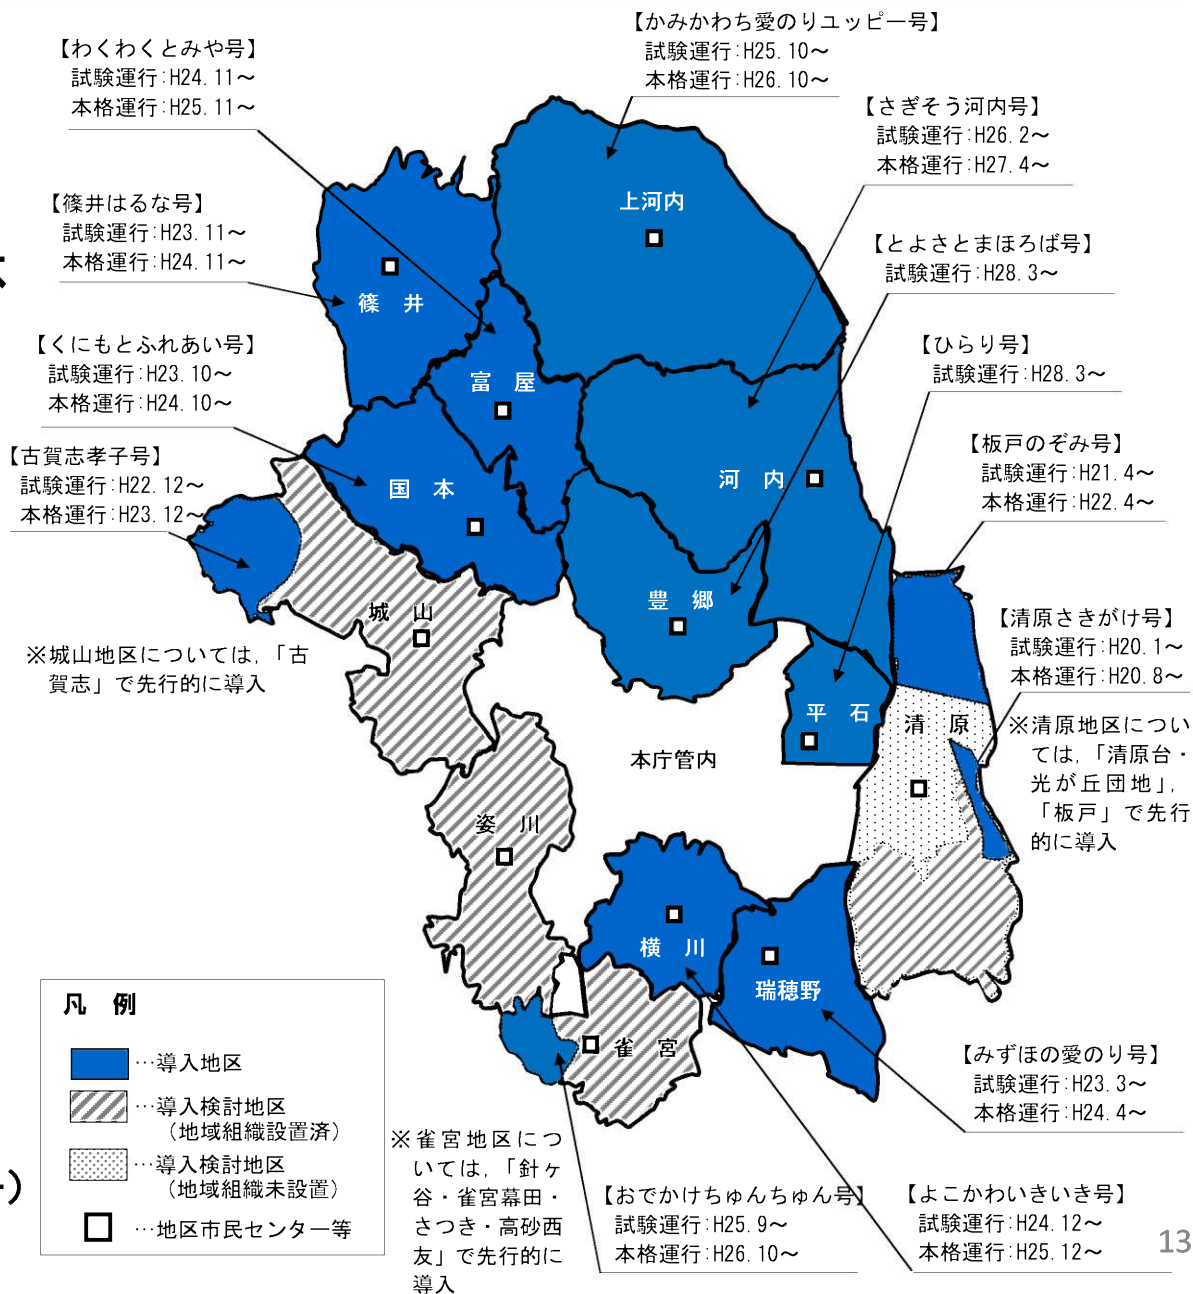 【かみかわち愛のりユッピー号】
試験運行:H25.10～
本格運行:H26.10～
【わくわくとみや号】
試験運行:H24.11～
本格運行:H25.11～
【さぎそう河内号】
試験運行:H26.2～
本格運行:H27.4～
【篠井はるな号】
試験運行:H23.11～
本格運行:H24.11～
【とよさとまほろば号】
試験運行:H28.3～
【くにもとふれあい号】
試験運行:H23.10～
本格運行:H24.10～
【ひらり号】
試験運行:H28.3～
【古賀志孝子号】
試験運行:H22.12～
本格運行:H23.12～
【板戸のぞみ号】
試験運行:H21.4～
本格運行:H22.4～
【清原さきがけ号】
試験運行:H20.1～
本格運行:H20.8～
上河内
篠 井
富 屋
国 本
河 内
豊 郷
城 山
平 石
清 原
本庁管内
姿 川
横 川
瑞穂野
雀 宮
※城山地区については,「古
賀志」で先行的に導入
※清原地区につい
ては,「清原台・
光が丘団地」,
「板戸」で先行
的に導入
【みずほの愛のり号】
試験運行:H23.3～
本格運行:H24.4～
凡 例
…導入地区
…導入検討地区
(地域組織設置済)
…導入検討地区
(地域組織未設置)
…地区市民センター等
※雀宮地区につ
いては,「針ヶ
谷・雀宮幕田・
さつき・高砂西
友」で先行的に
導入
【おでかけちゅんちゅん号】
試験運行:H25.9～
本格運行:H26.10～
【よこかわいきいき号】
試験運行:H24.12～
本格運行:H25.12～
13